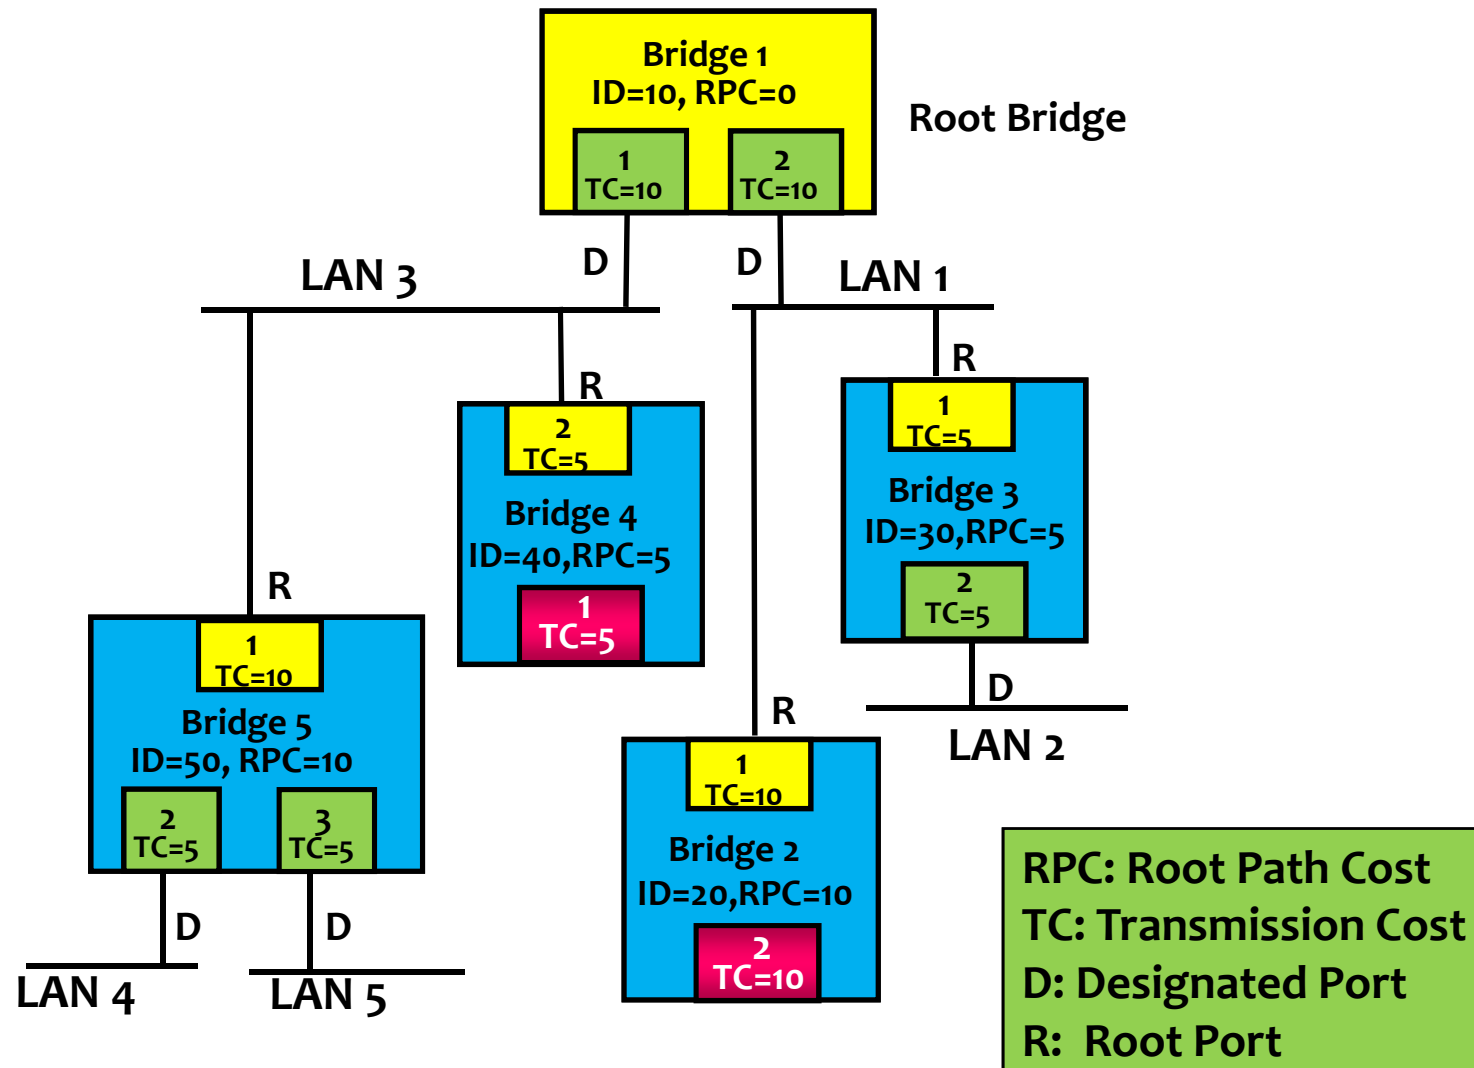 Bridge 1
ID=10, RPC=0
Root Bridge
1
TC=10
2
TC=10
D
D
LAN 3
LAN 1
R
R
2
TC=5
1
TC=5
Bridge 4
ID=40,RPC=5
Bridge 3
ID=30,RPC=5
R
1
TC=5
2
TC=5
1
TC=10
D
R
Bridge 5
ID=50, RPC=10
LAN 2
1
TC=10
2
TC=5
3
TC=5
Bridge 2
ID=20,RPC=10
D
D
2
TC=10
LAN 4
LAN 5
RPC: Root Path Cost
TC: Transmission Cost
D: Designated Port
R: Root Port